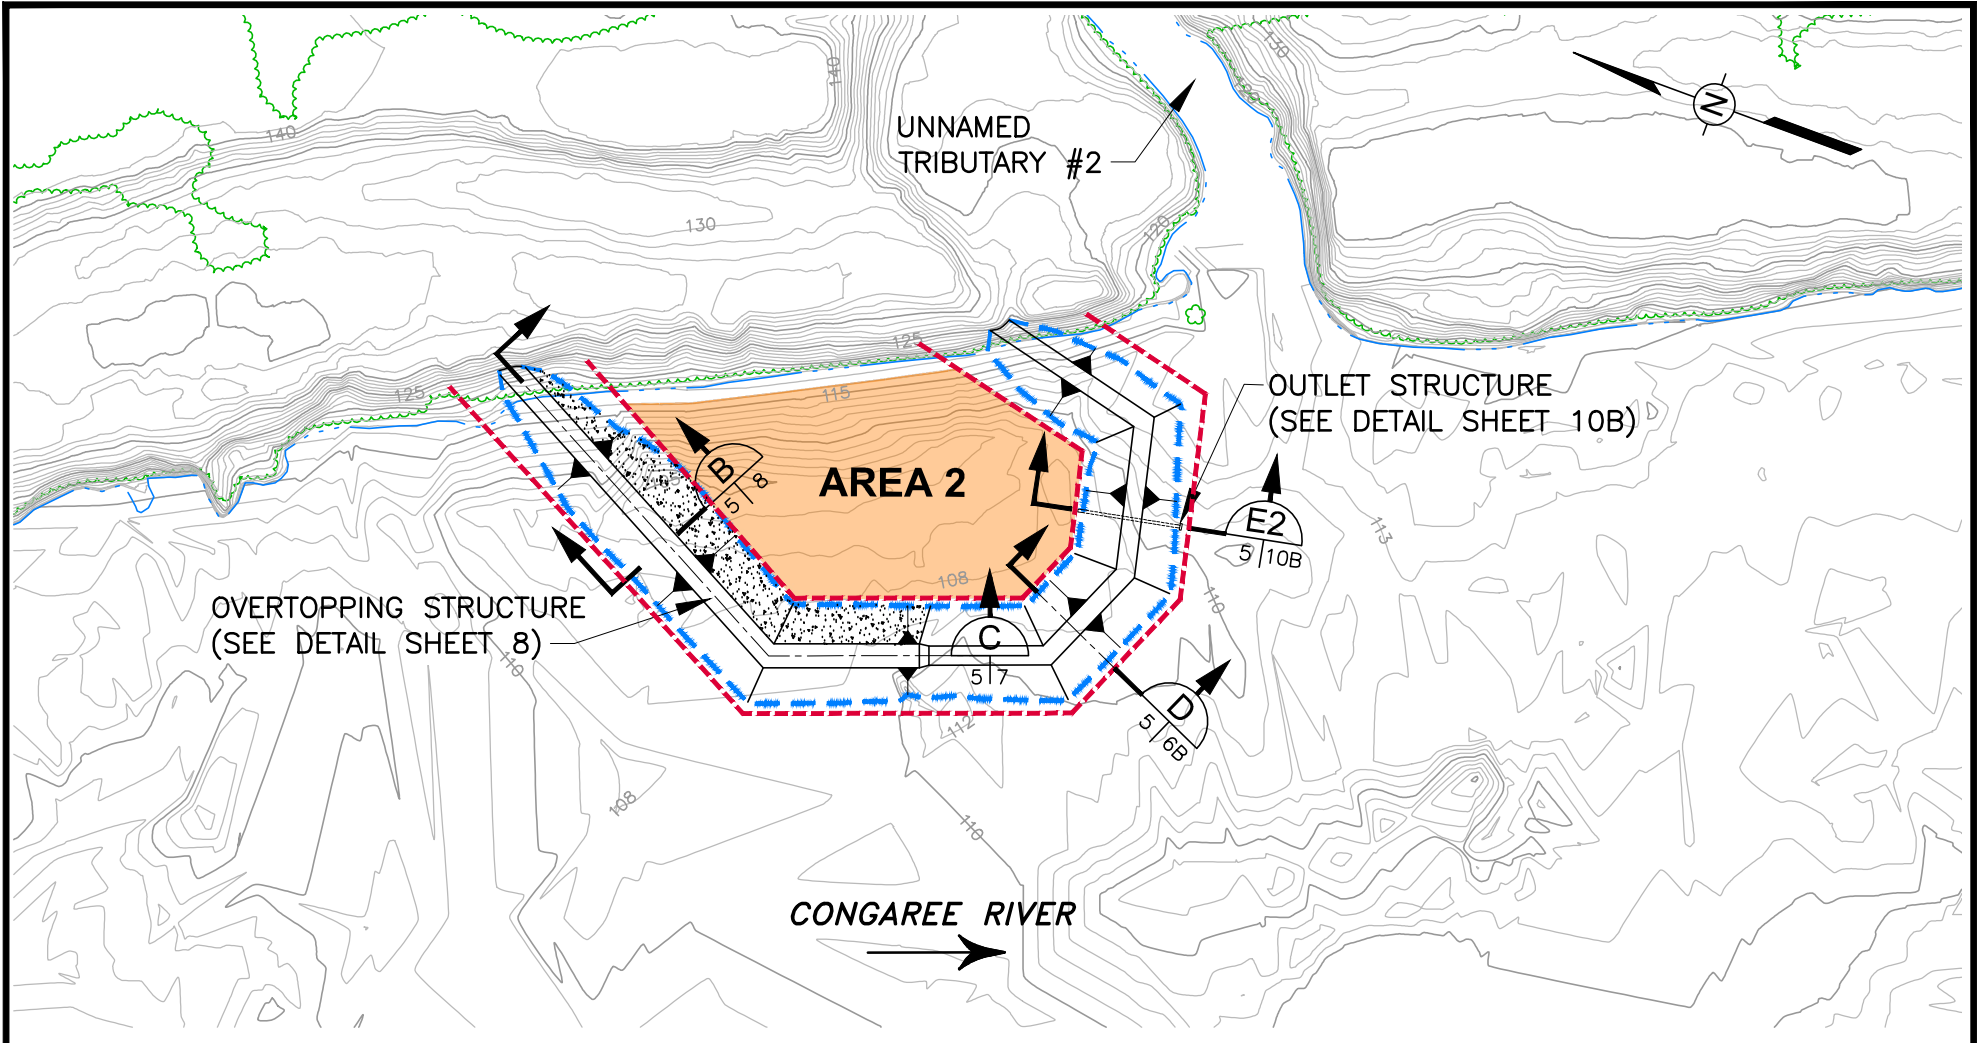 130
140
120
N
140
UNNAMED
TRIBUTARY #2
130
120
125
125
115
OUTLET STRUCTURE
(SEE DETAIL SHEET 10B)
B
5 8
AREA 2
E2
5 10B
113
108
110
OVERTOPPING STRUCTURE
(SEE DETAIL SHEET 8)
C
5 7
110
D
5 6B
112
108
110
CONGAREE RIVER